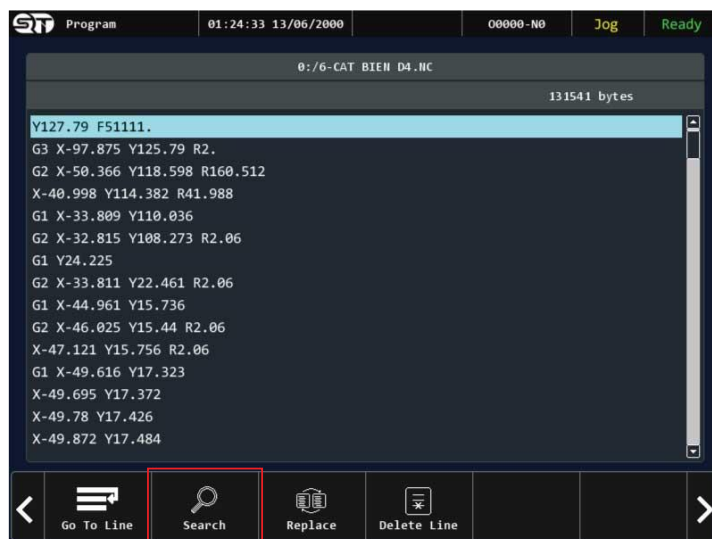 Program 01:24:33 13/06/2000 O0000-N0 Jog Ready
0:/6-CAT BIEN D4.NC
131541 bytes
Y127.79 F51111.
G3 X-97.875 Y125.79 R2.
G2 X-50.366 Y118.598 R160.512
X-40.998 Y114.382 R41.988
G1 X-33.809 Y110.036
G2 X-32.815 Y108.273 R2.06
G1 Y24.225
G2 X-33.811 Y22.461 R2.06
G1 X-44.961 Y15.736
G2 X-46.025 Y15.44 R2.06
X-47.121 Y15.756 R2.06
G1 X-49.616 Y17.323
X-49.695 Y17.372
X-49.78 Y17.426
X-49.872 Y17.484
Go To Line Search Replace Delete Line